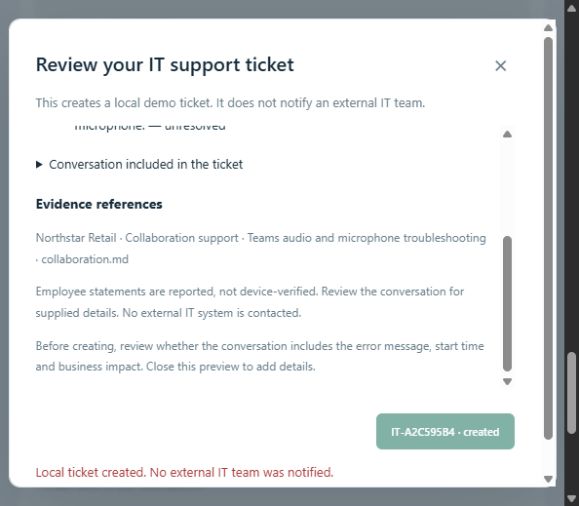 Review your IT support ticket
This creates a local demo ticket. It does not notify an external IT team.
microphone. — unresolved
Conversation included in the ticket
Evidence references
Northstar Retail · Collaboration support · Teams audio and microphone troubleshooting
· collaboration.md
Employee statements are reported, not device-verified. Review the conversation for
supplied details. No external IT system is contacted.
Before creating, review whether the conversation includes the error message, start time
and business impact. Close this preview to add details.
IT-A2C595B4 · created
Local ticket created. No external IT team was notified.